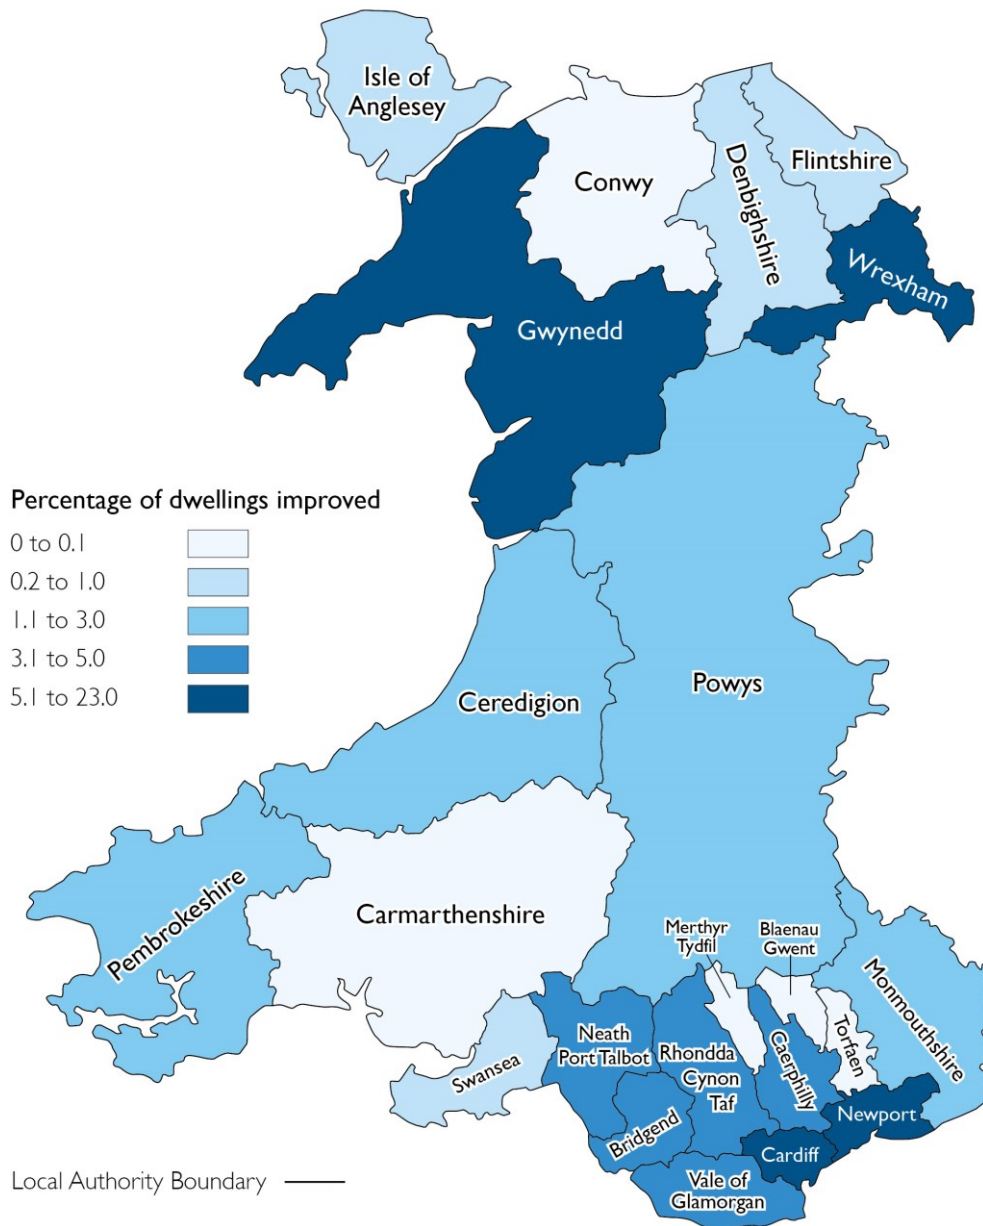 Isle of
Anglesey
Conwy
Denbighshire
Flintshire
Wrexham
Gwynedd
Percentage of dwellings improved
0 to 0.1
0.2 to 1.0
1.1 to 3.0
3.1 to 5.0
5.1 to 23.0
Ceredigion
Powys
Pembrokeshire
Carmarthenshire
Merthyr
Tydfil
Blaenau
Gwent
Monmouthshire
Torfaen
Caerphilly
Neath
Port Talbot
Rhondda
Cynon
Taf
Swansea
Bridgend
Newport
Cardiff
Vale of
Glamorgan
Local Authority Boundary